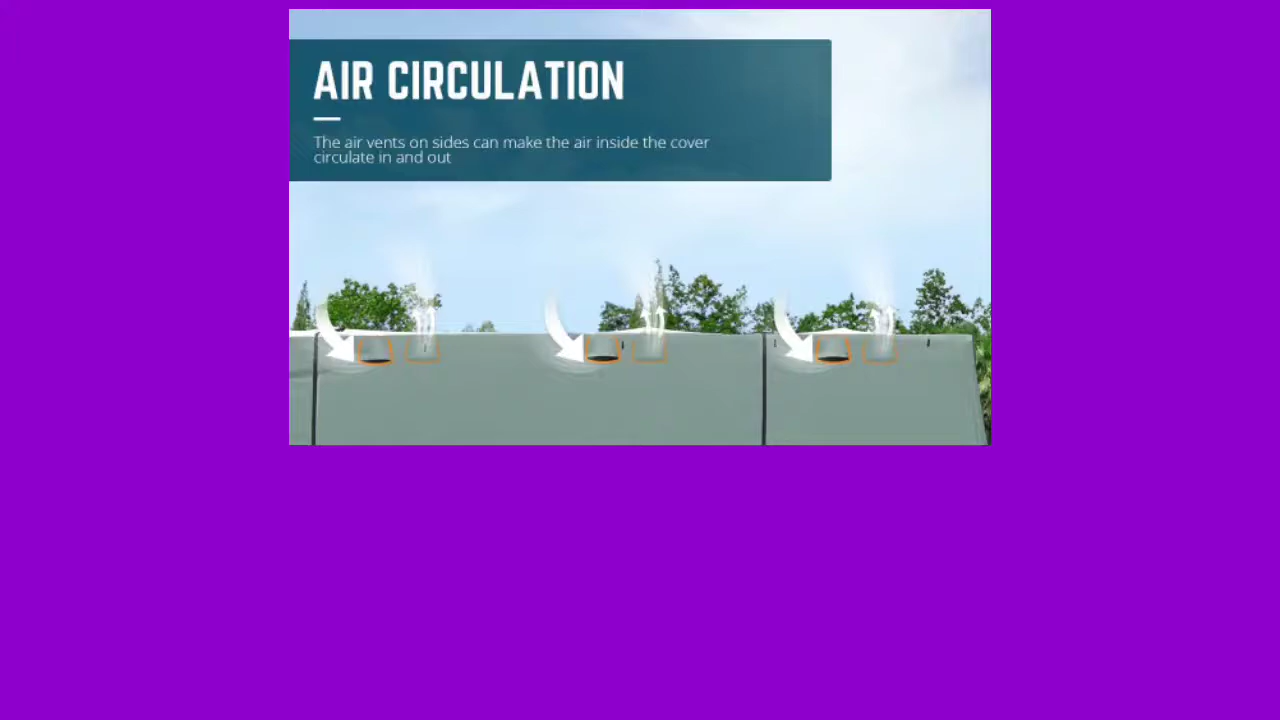 AIR CIRCULATION
The air vents on sides can make the air inside the cover
circulate in and out